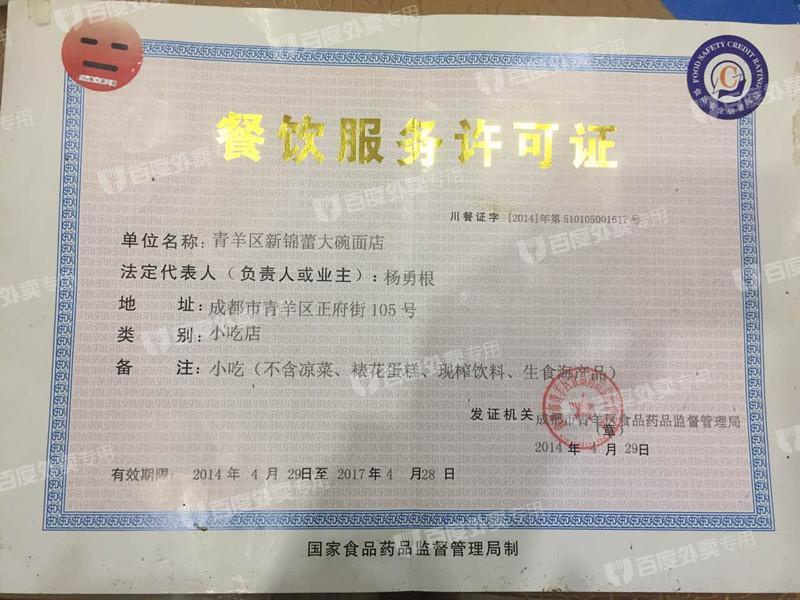 FOOD SAFETY CREDIT RATING
餐饮服务许可证
川餐证字 [2014]年第 510105001617 号
单位名称: 青羊区新锦蕾大碗面店
法定代表人（负责人或业主）: 杨勇根
地 址: 成都市青羊区正府街 105 号
类 别: 小吃店
备 注: 小吃（不含凉菜、裱花蛋糕、现榨饮料、生食海产品）
发证机关 成都市青羊区食品药品监督管理局
（章）
2014 年 4 月 29日
有效期限: 2014 年 4 月 29日至 2017 年 4 月28 日
国家食品药品监督管理局制
百度外卖专用